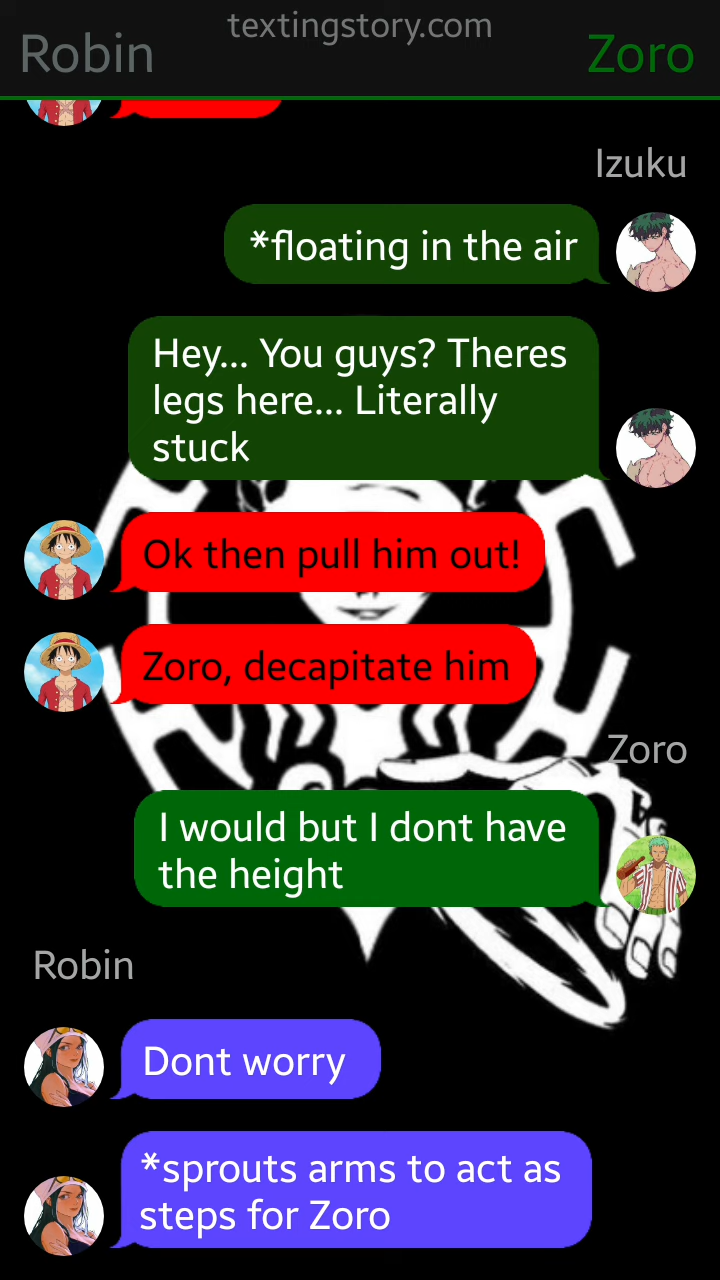 textingstory.com
Robin
Zoro
Izuku
*floating in the air
Hey... You guys? Theres
legs here... Literally
stuck
Ok then pull him out!
Zoro, decapitate him
Zoro
I would but I dont have
the height
Robin
Dont worry
*sprouts arms to act as
steps for Zoro